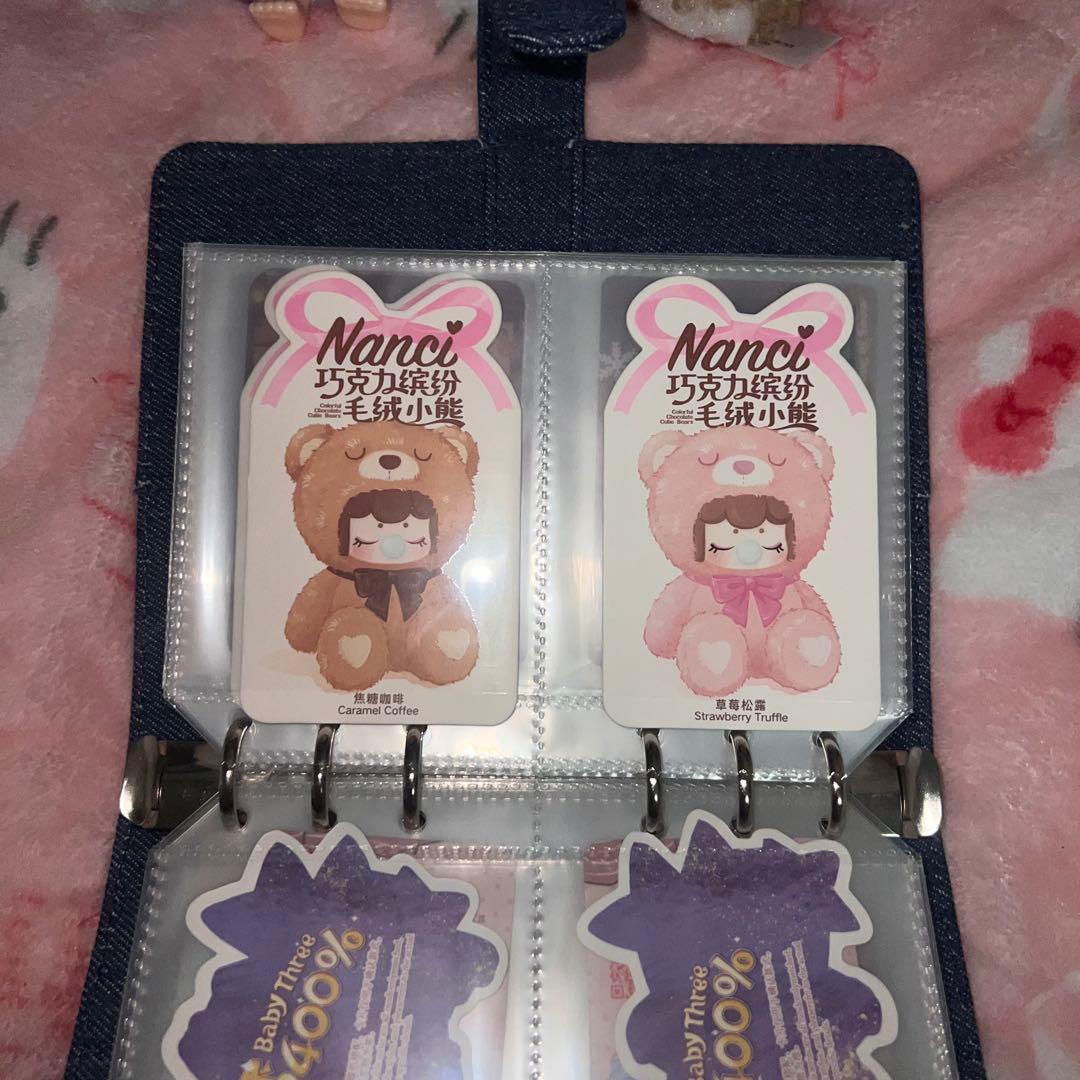 Nanci
巧克力缤纷
Colorful
Chocolate
Cutie Bears
毛绒小熊
焦糖咖啡
Caramel Coffee
Nanci
巧克力缤纷
Colorful
Chocolate
Cutie Bears
毛绒小熊
草莓松露
Strawberry Truffle
Baby Three
400%
Baby Three
400%